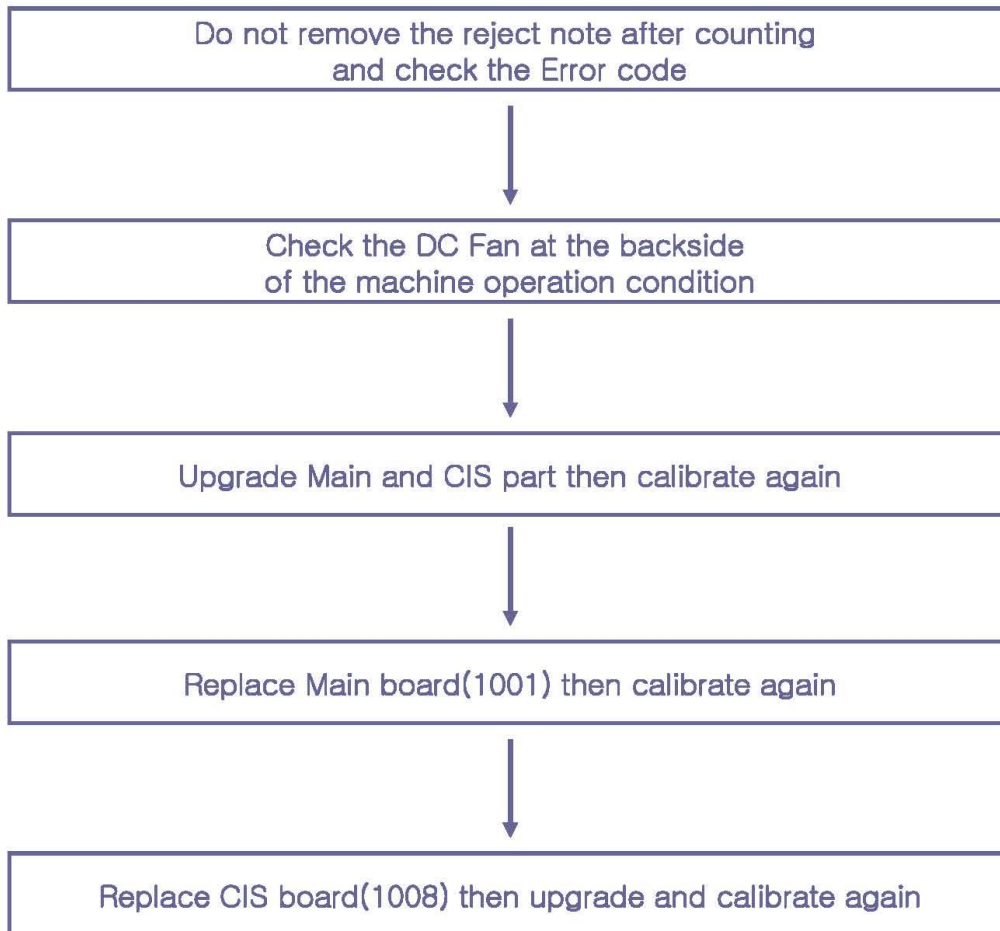 Do not remove the reject note after counting
and check the Error code
Check the DC Fan at the backside
of the machine operation condition
Upgrade Main and CIS part then calibrate again
Replace Main board(1001) then calibrate again
Replace CIS board(1008) then upgrade and calibrate again